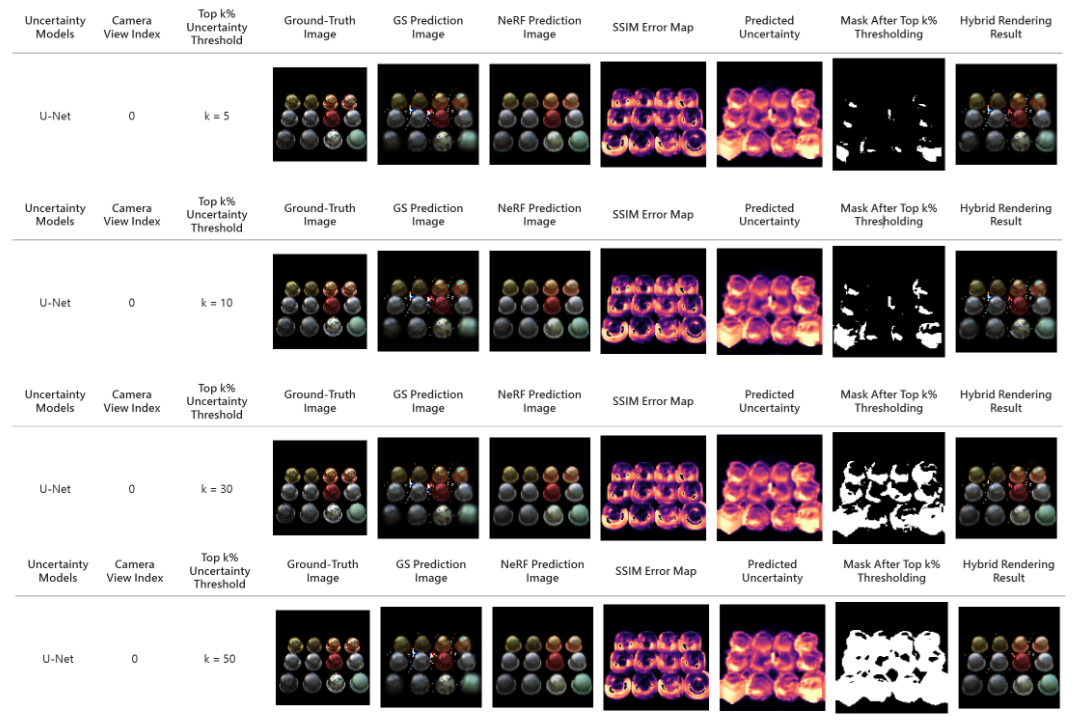 Uncertainty Models Camera View Index Top k% Uncertainty Threshold Ground-Truth Image GS Prediction Image NeRF Prediction Image SSIM Error Map Predicted Uncertainty Mask After Top k% Thresholding Hybrid Rendering Result
U-Net 0 k = 5
Uncertainty Models Camera View Index Top k% Uncertainty Threshold Ground-Truth Image GS Prediction Image NeRF Prediction Image SSIM Error Map Predicted Uncertainty Mask After Top k% Thresholding Hybrid Rendering Result
U-Net 0 k = 10
Uncertainty Models Camera View Index Top k% Uncertainty Threshold Ground-Truth Image GS Prediction Image NeRF Prediction Image SSIM Error Map Predicted Uncertainty Mask After Top k% Thresholding Hybrid Rendering Result
U-Net 0 k = 30
Uncertainty Models Camera View Index Top k% Uncertainty Threshold Ground-Truth Image GS Prediction Image NeRF Prediction Image SSIM Error Map Predicted Uncertainty Mask After Top k% Thresholding Hybrid Rendering Result
U-Net 0 k = 50